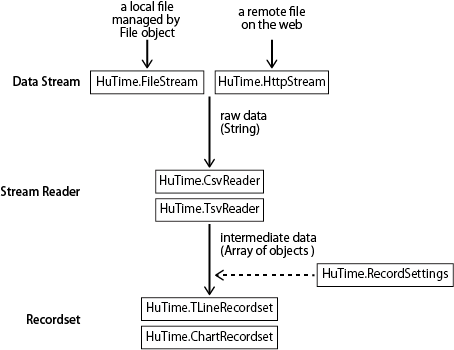 a local file
managed by
File object
a remote file
on the web
Data Stream
HuTime.FileStream
HuTime.HttpStream
raw data
(String)
Stream Reader
HuTime.CsvReader
HuTime.TsvReader
intermediate data
(Array of objects )
HuTime.RecordSettings
Recordset
HuTime.TLineRecordset
HuTime.ChartRecordset